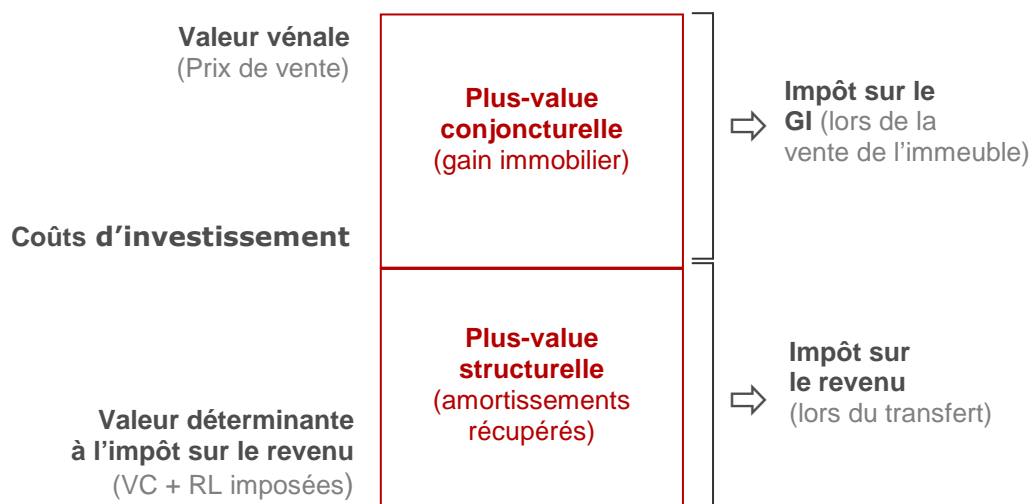 Valeur vénale
(Prix de vente)
Plus-value
conjoncturelle
(gain immobilier)
Impôt sur le
GI (lors de la
vente de l’immeuble)
Coûts d’investissement
Plus-value
structurelle
(amortissements
récupérés)
Impôt sur
le revenu
(lors du transfert)
Valeur déterminante
à l’impôt sur le revenu
(VC + RL imposées)